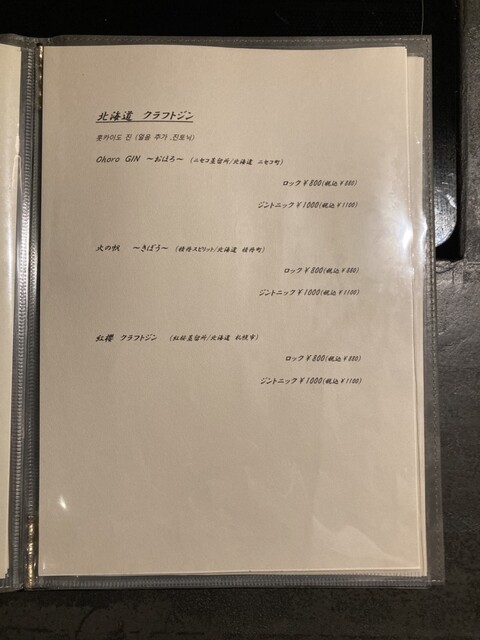 北海道 クラフトジン
홋카이도 진 (얼음 추가,진토닉)
Ohoro GIN ～おほろ～ (ニセコ蒸留所/北海道 ニセコ町)
ロック￥800(税込￥880)
ジントニック￥1000(税込￥1100)
火の帆 ～きほう～ (積丹スピリット/北海道 積丹町)
ロック￥800(税込￥880)
ジントニック￥1000(税込￥1100)
紅櫻 クラフトジン (紅桜蒸留所/北海道 札幌市)
ロック￥800(税込￥880)
ジントニック￥1000(税込￥1100)